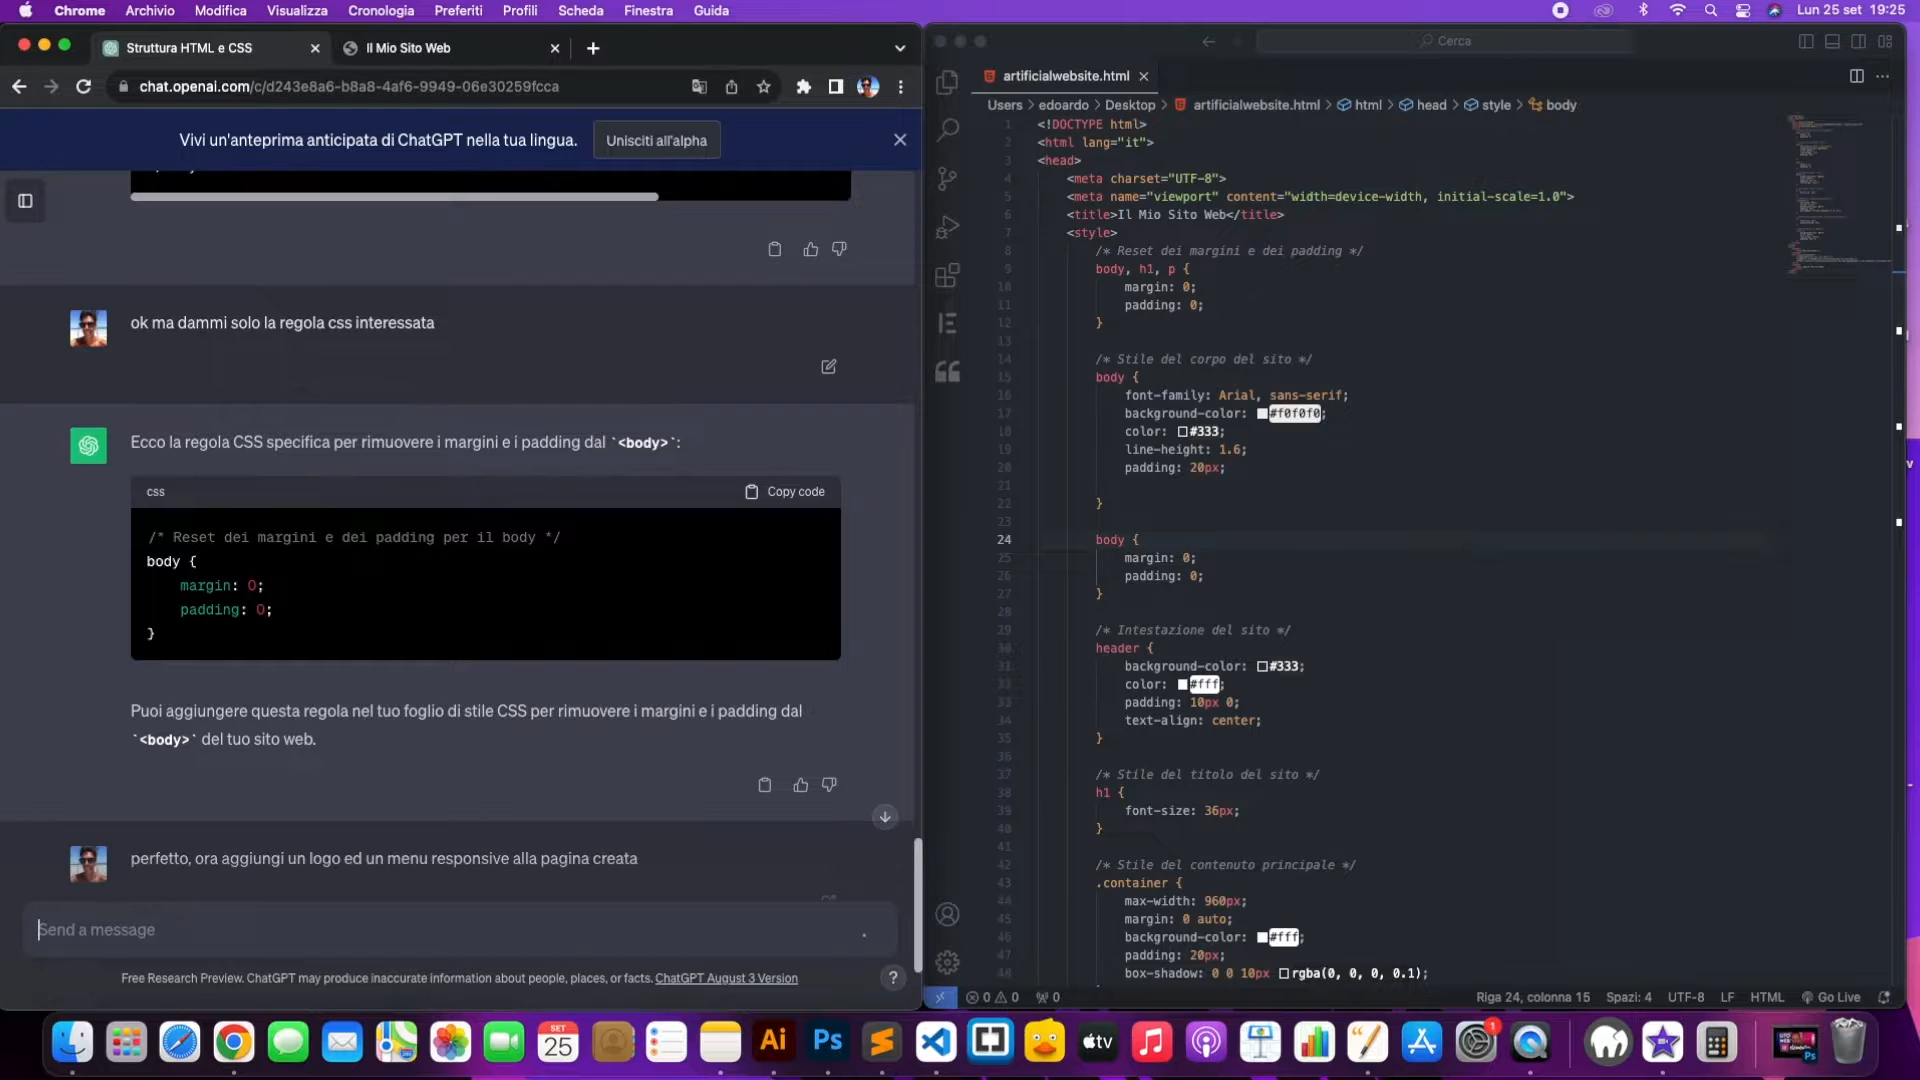 Chrome Archivio Modifica Visualizza Cronologia Preferiti Profili Scheda Finestra Guida Lun 25 set 19:25
Struttura HTML e CSS
Il Mio Sito Web
chat.openai.com/c/d243e8a6-b8a8-4af6-9949-06e30259fcca
Vivi un'anteprima anticipata di ChatGPT nella tua lingua. Unisciti all'alpha
ok ma dammi solo la regola css interessata
Ecco la regola CSS specifica per rimuovere i margini e i padding dal `<body>`:
css Copy code
/* Reset dei margini e dei padding per il body */
body {
margin: 0;
padding: 0;
}
Puoi aggiungere questa regola nel tuo foglio di stile CSS per rimuovere i margini e i padding dal
`<body>` del tuo sito web.
perfetto, ora aggiungi un logo ed un menu responsive alla pagina creata
Send a message
Free Research Preview. ChatGPT may produce inaccurate information about people, places, or facts. ChatGPT August 3 Version
?
Cerca
artificialwebsite.html
Users > edoardo > Desktop > artificialwebsite.html > html > head > style > body
1 <!DOCTYPE html>
2 <html lang="it">
3 <head>
4 <meta charset="UTF-8">
5 <meta name="viewport" content="width=device-width, initial-scale=1.0">
6 <title>Il Mio Sito Web</title>
7 <style>
8 /* Reset dei margini e dei padding */
9 body, h1, p {
10 margin: 0;
11 padding: 0;
12 }
13
14 /* Stile del corpo del sito */
15 body {
16 font-family: Arial, sans-serif;
17 background-color: #f0f0f0;
18 color: #333;
19 line-height: 1.6;
20 padding: 20px;
21
22 }
23
24 body {
25 margin: 0;
26 padding: 0;
27 }
28
29 /* Intestazione del sito */
30 header {
31 background-color: #333;
32 color: #fff;
33 padding: 10px 0;
34 text-align: center;
35 }
36
37 /* Stile del titolo del sito */
38 h1 {
39 font-size: 36px;
40 }
41
42 /* Stile del contenuto principale */
43 .container {
44 max-width: 960px;
45 margin: 0 auto;
46 background-color: #fff;
47 padding: 20px;
48 box-shadow: 0 0 10px rgba(0, 0, 0, 0.1);
0 0 0 Riga 24, colonna 15 Spazi: 4 UTF-8 LF HTML Go Live
SET
25
Ai
Ps
tv
1
Ps